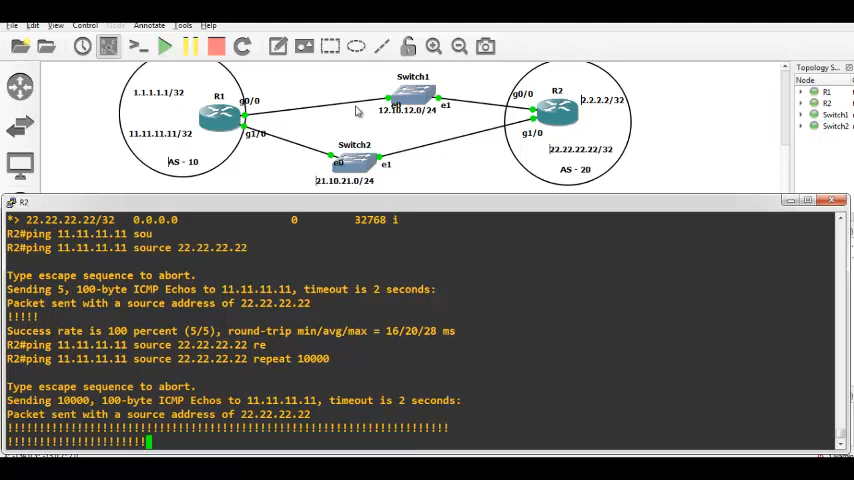 File Edit View Control Annotate Tools Help
Switch1
Topology S
Node
R1
R2
Switch1
Switch2
1.1.1.1/32
R1
g0/0
e0
e1
12.10.12.0/24
g0/0
R2
2.2.2.2/32
11.11.11.11/32
g1/0
Switch2
g1/0
22.22.22.22/32
AS - 10
e0
e1
AS - 20
21.10.21.0/24
R2
*> 22.22.22.22/32 0.0.0.0 0 32768 i
R2#ping 11.11.11.11 sou
R2#ping 11.11.11.11 source 22.22.22.22
Type escape sequence to abort.
Sending 5, 100-byte ICMP Echos to 11.11.11.11, timeout is 2 seconds:
Packet sent with a source address of 22.22.22.22
!!!!!
Success rate is 100 percent (5/5), round-trip min/avg/max = 16/20/28 ms
R2#ping 11.11.11.11 source 22.22.22.22 re
R2#ping 11.11.11.11 source 22.22.22.22 repeat 10000
Type escape sequence to abort.
Sending 10000, 100-byte ICMP Echos to 11.11.11.11, timeout is 2 seconds:
Packet sent with a source address of 22.22.22.22
!!!!!!!!!!!!!!!!!!!!!!!!!!!!!!!!!!!!!!!!!!!!!!!!!!!!!!!!!!!!!!!!!!!!!!
!!!!!!!!!!!!!!!!!!!!!!